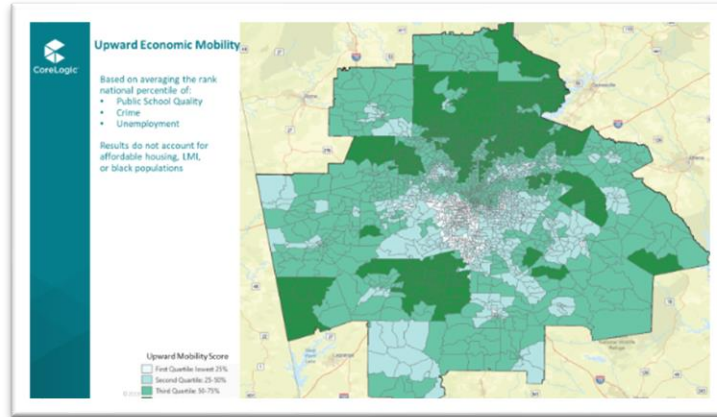 CoreLogic
Upward Economic Mobility
Based on averaging the rank
national percentile of:
• Public School Quality
• Crime
• Unemployment
Results do not account for
affordable housing, LMI,
or black populations
Upward Mobility Score
First Quartile: lowest 25%
Second Quartile: 25-50%
Third Quartile: 50-75%